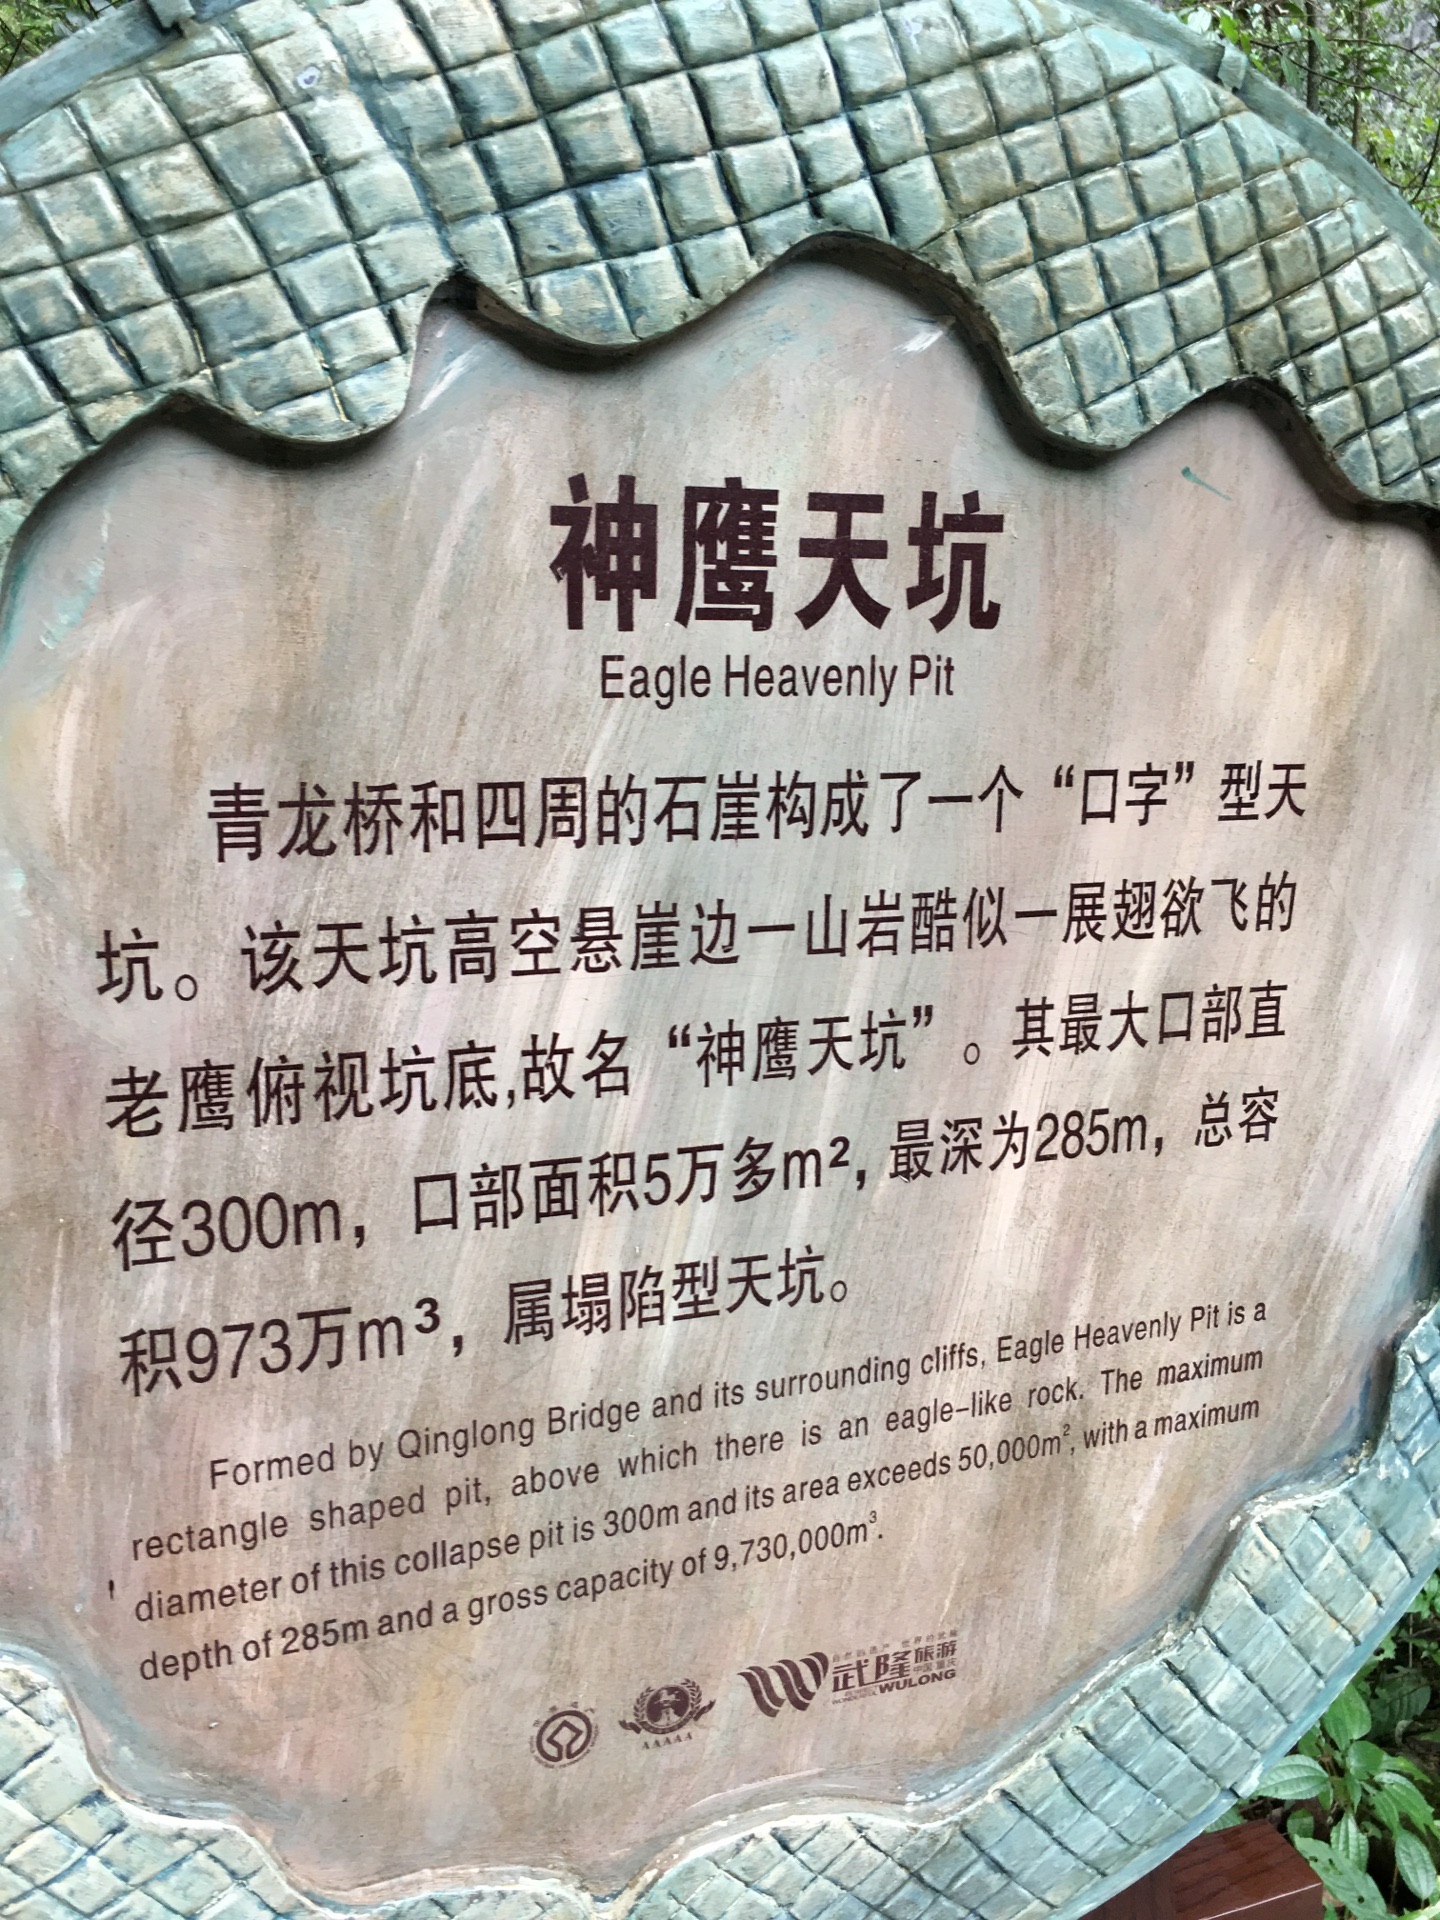 神鹰天坑
Eagle Heavenly Pit
青龙桥和四周的石崖构成了一个“口字”型天
坑。该天坑高空悬崖边一山岩酷似一展翅欲飞的
老鹰俯视坑底,故名“神鹰天坑”。其最大口部直
径300m，口部面积5万多m²，最深为285m，总容
积973万m³，属塌陷型天坑。
Formed by Qinglong Bridge and its surrounding cliffs, Eagle Heavenly Pit is a
rectangle shaped pit, above which there is an eagle-like rock. The maximum
diameter of this collapse pit is 300m and its area exceeds 50,000m², with a maximum
depth of 285m and a gross capacity of 9,730,000m³.
AAAAA
武隆旅游
WULONG